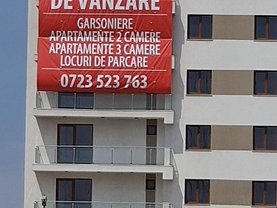 DE VANZARE
GARSONIERE
APARTAMENTE 2 CAMERE
APARTAMENTE 3 CAMERE
LOCURI DE PARCARE
0723 523 763